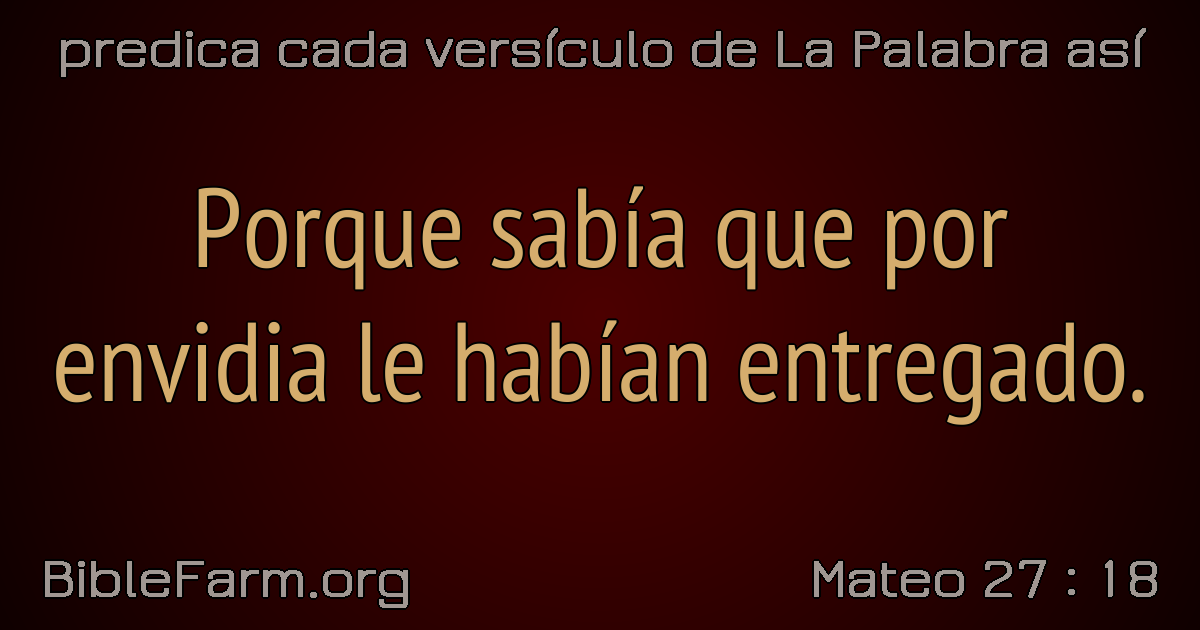 predica cada versículo de La Palabra así
Porque sabía que por
envidia le habían entregado.
BibleFarm.org
Mateo 27 : 18